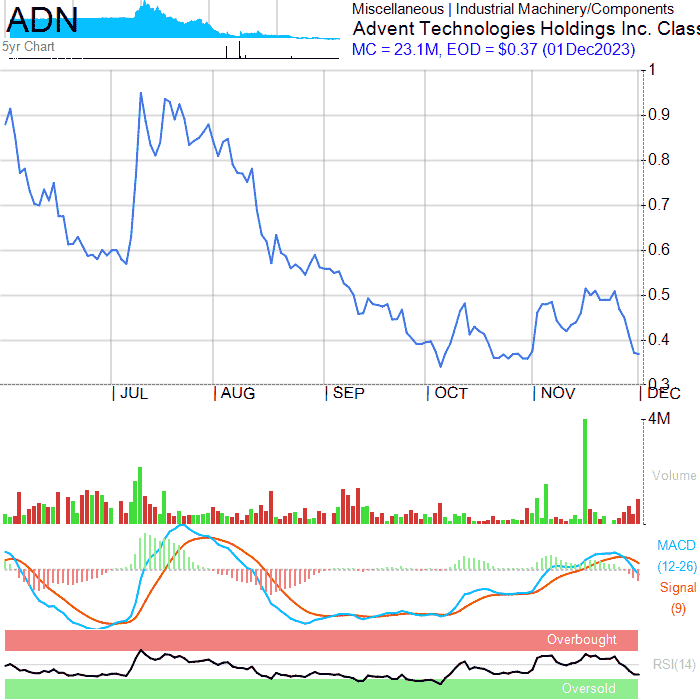 ADN
Miscellaneous | Industrial Machinery/Components
Advent Technologies Holdings Inc. Clas
MC = 23.1M, EOD = $0.37 (01Dec2023)
5yr Chart
1
0.9
0.8
0.7
0.6
0.5
0.4
0.3
| JUL | AUG | SEP | OCT | NOV | DEC
4M
Volume
MACD
(12-26)
Signal
(9)
Overbought
RSI(14)
Oversold